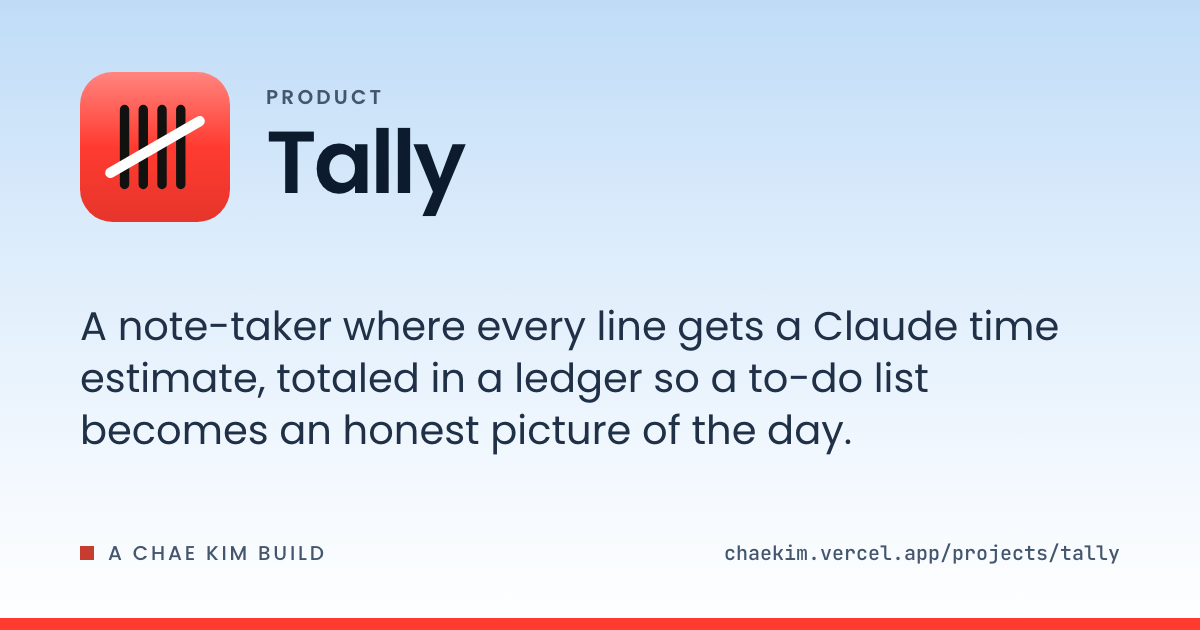 PRODUCT
Tally
A note-taker where every line gets a Claude time
estimate, totaled in a ledger so a to-do list
becomes an honest picture of the day.
A CHAE KIM BUILD
chaekim.vercel.app/projects/tally